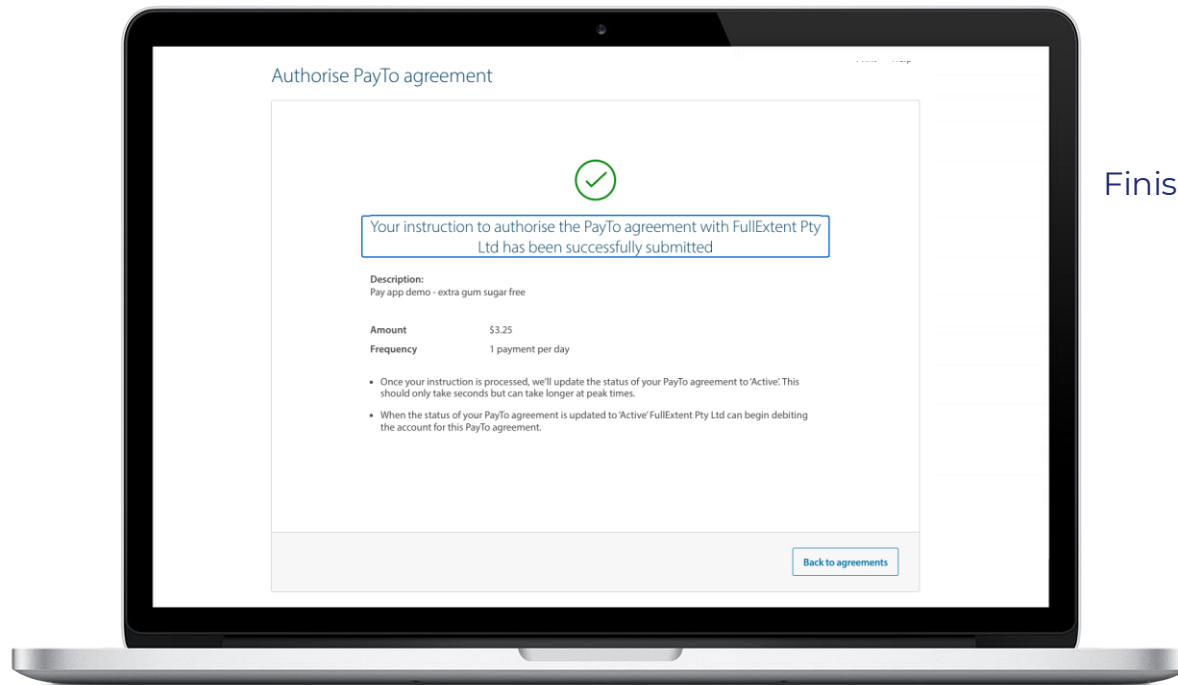 Authorise PayTo agreement
Your instruction to authorise the PayTo agreement with FullExtent Pty
Ltd has been successfully submitted
Description:
Pay app demo - extra gum sugar free
Amount $3.25
Frequency 1 payment per day
• Once your instruction is processed, we'll update the status of your PayTo agreement to 'Active'. This
should only take seconds but can take longer at peak times.
• When the status of your PayTo agreement is updated to 'Active' FullExtent Pty Ltd can begin debiting
the account for this PayTo agreement.
Back to agreements
Finis